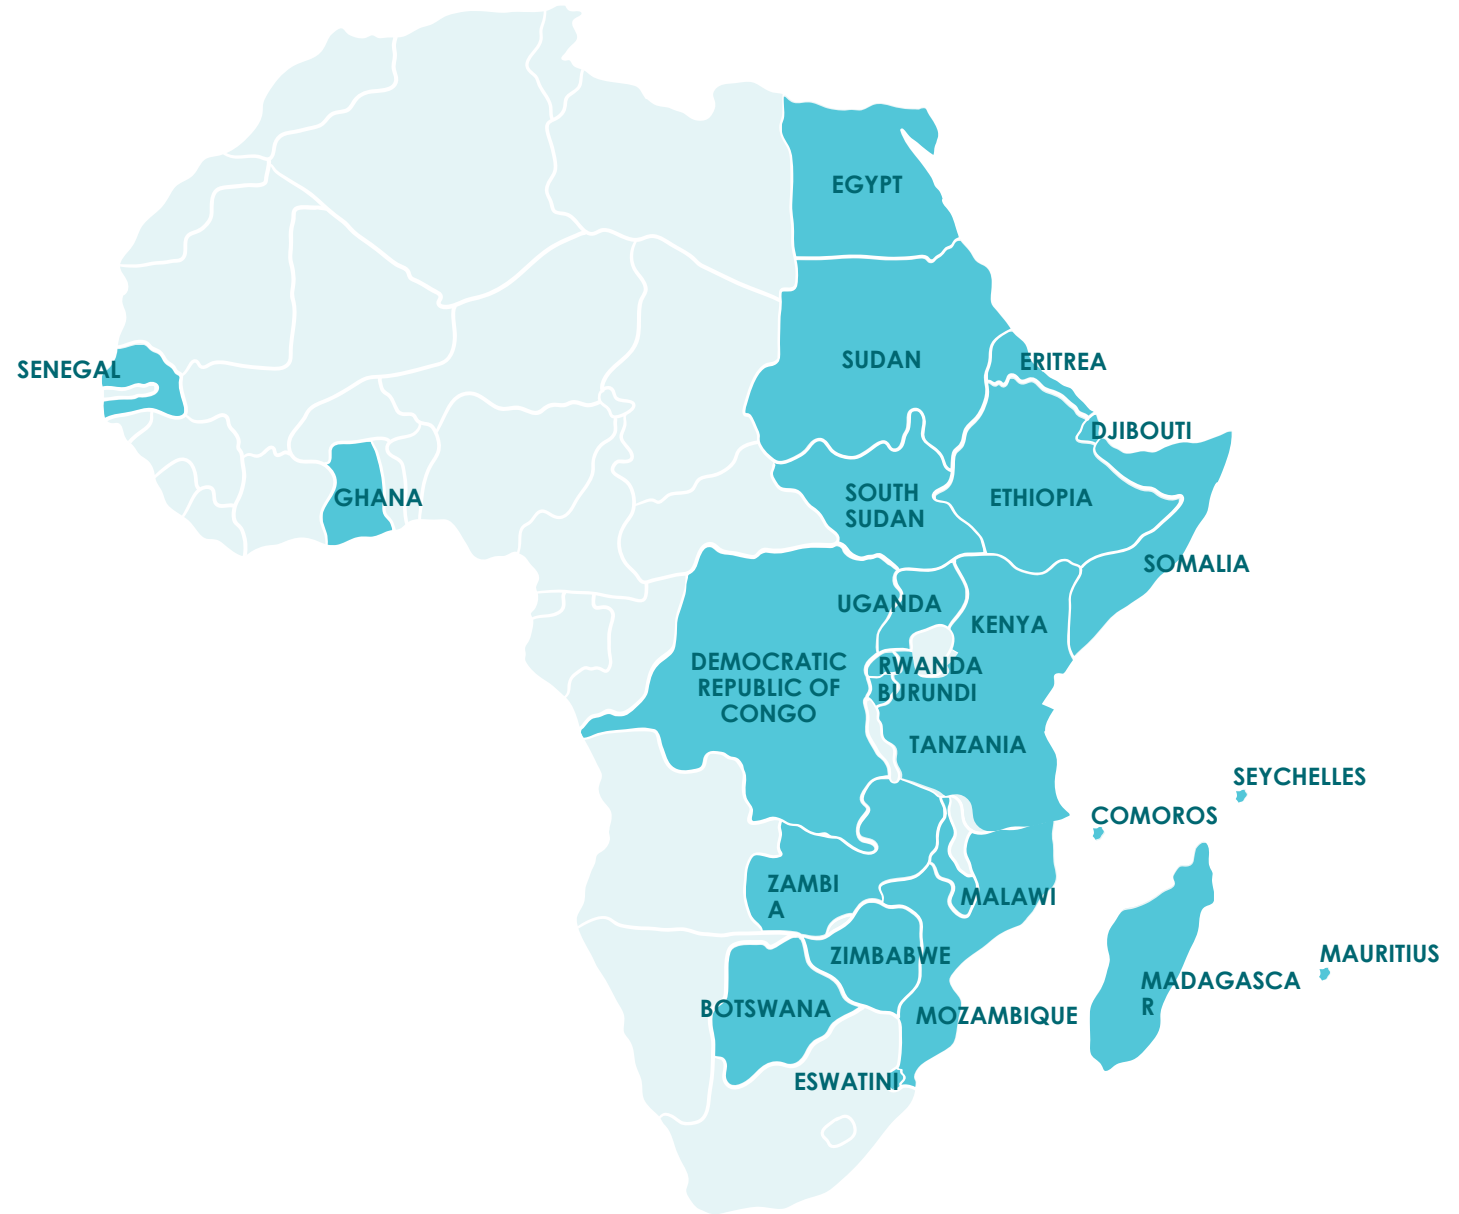 EGYPT
SUDAN
ERITREA
SENEGAL
DJIBOUTI
GHANA
SOUTH
SUDAN
ETHIOPIA
SOMALIA
UGANDA
KENYA
DEMOCRATIC
REPUBLIC OF
CONGO
RWANDA
BURUNDI
TANZANIA
SEYCHELLES
COMOROS
ZAMBI
A
MALAWI
ZIMBABWE
MAURITIUS
MADAGASCA
R
BOTSWANA
MOZAMBIQUE
ESWATINI